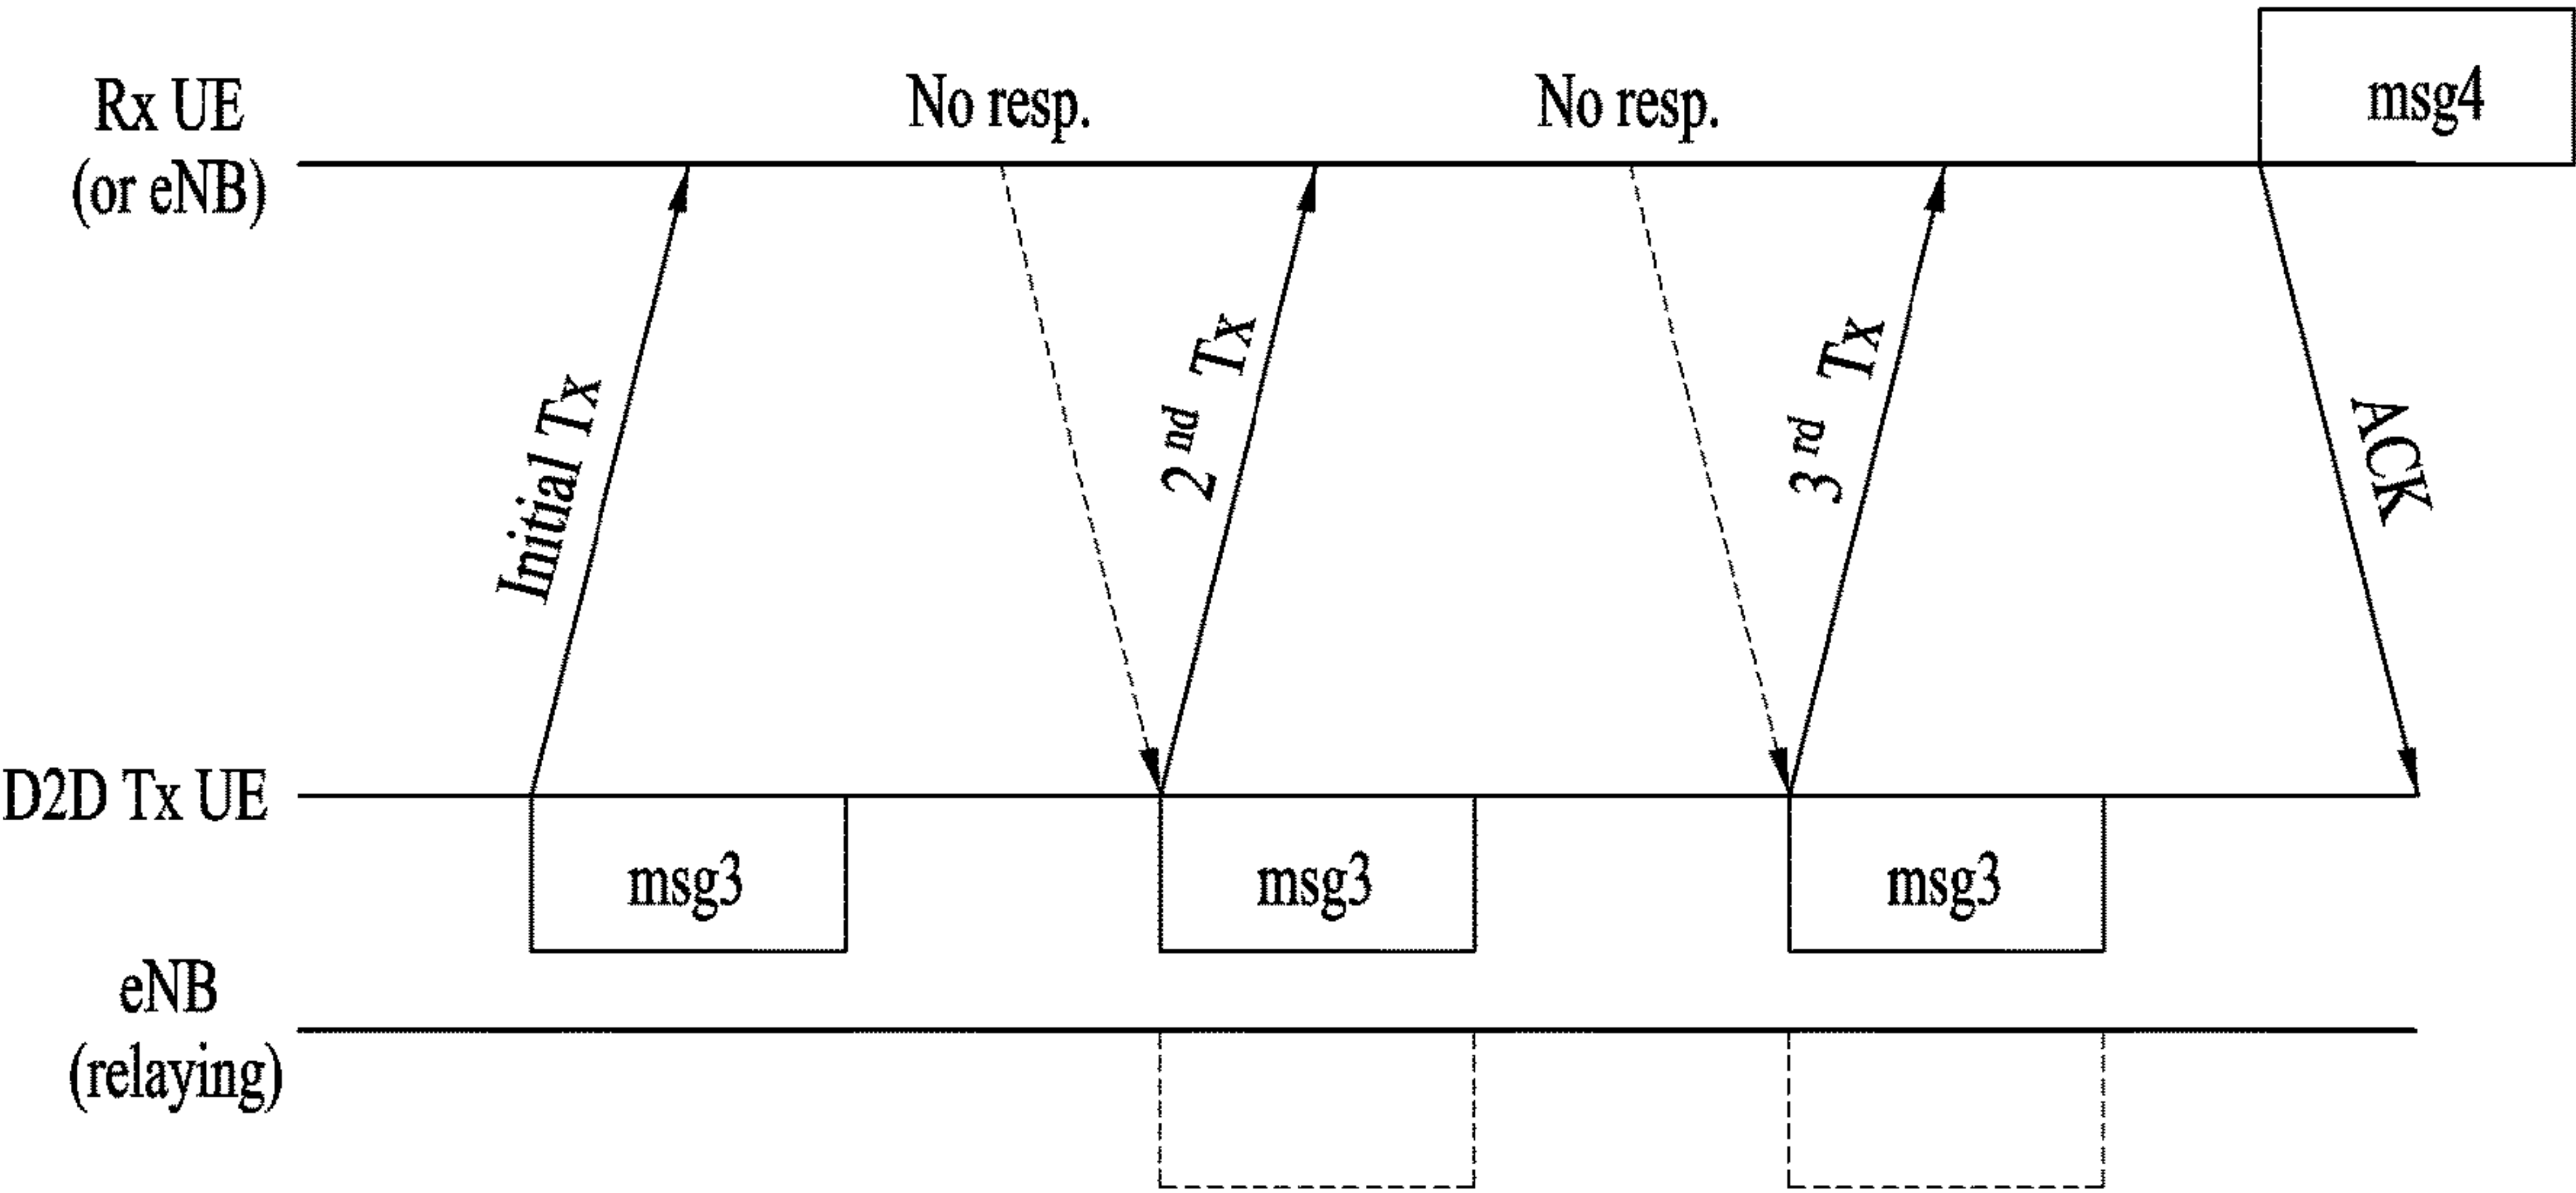 Rx UE
(or eNB)
No resp.
No resp.
msg4
Initial Tx
2nd Tx
3rd Tx
ACK
D2D Tx UE
msg3
msg3
msg3
eNB
(relaying)